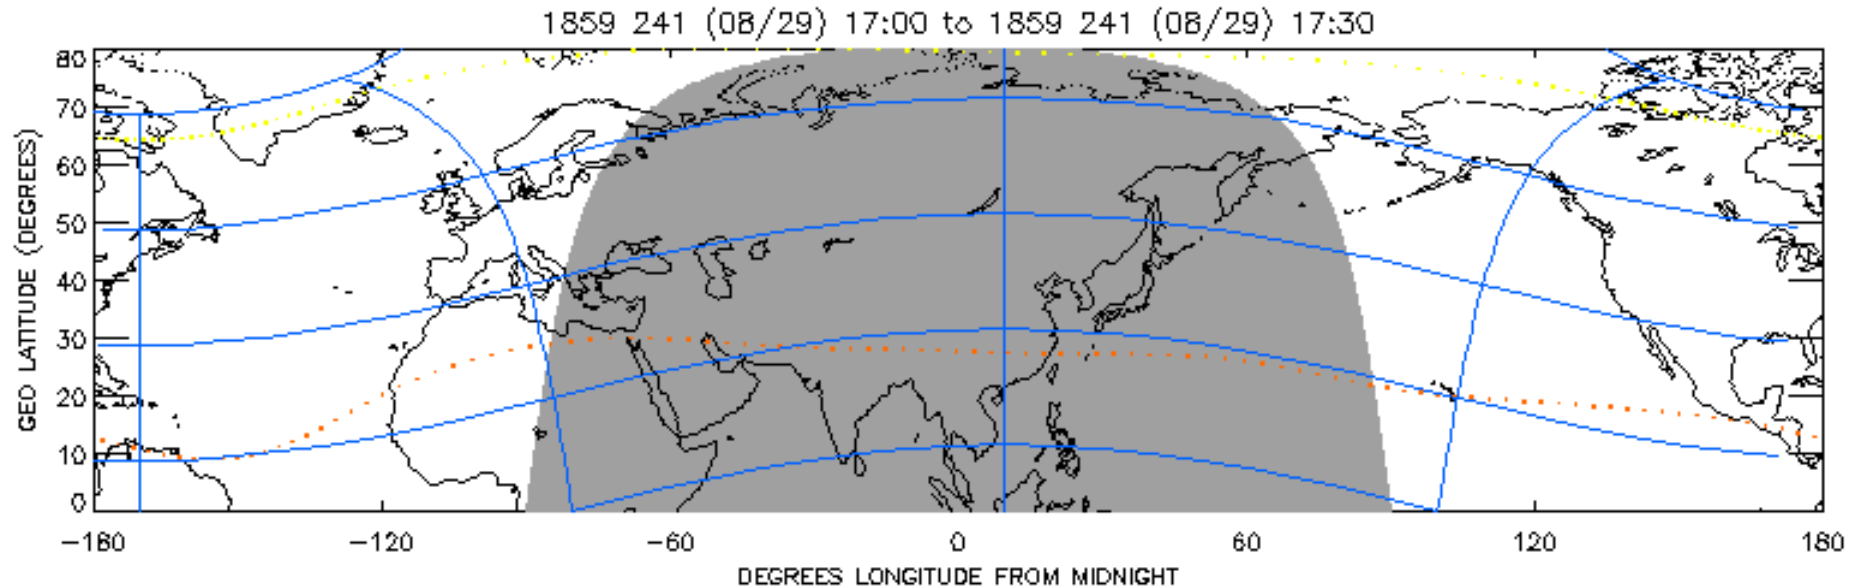 1859 241 (08/29) 17:00 to 1859 241 (08/29) 17:30
GEO LATITUDE (DEGREES)
80
70
60
50
40
30
20
10
0
−180 −120 −60 0 60 120 180
DEGREES LONGITUDE FROM MIDNIGHT